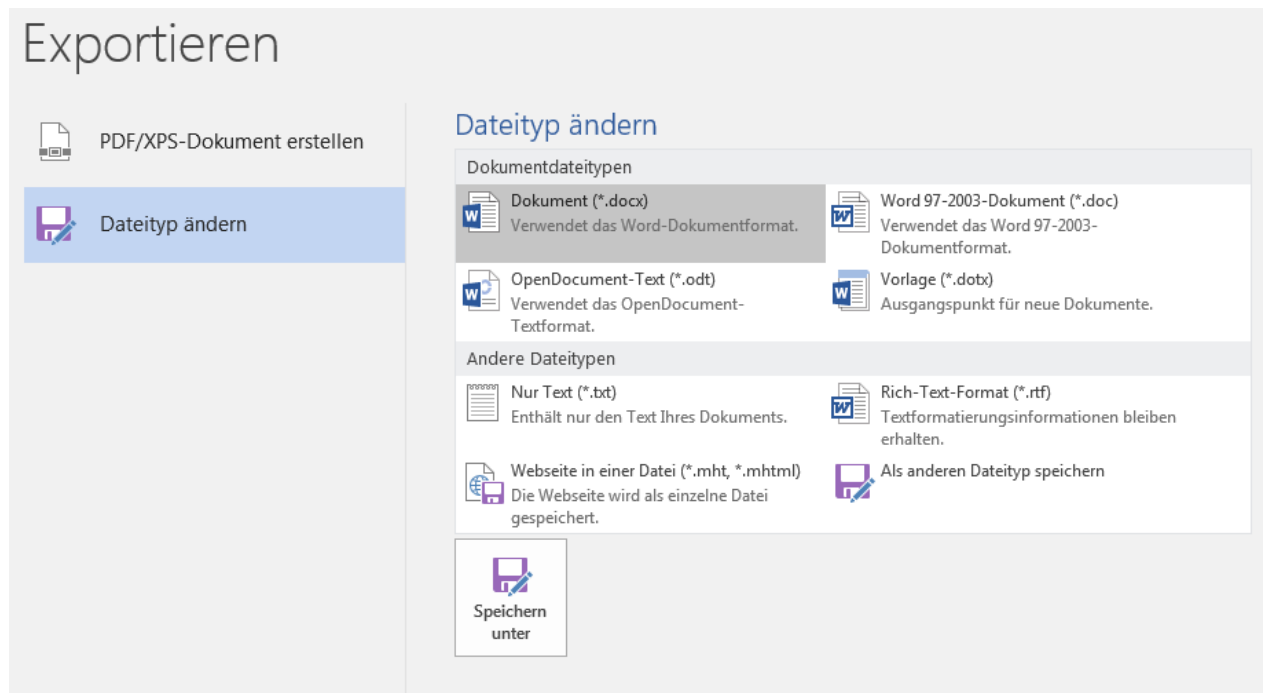 Exportieren
PDF/XPS-Dokument erstellen
Dateityp ändern
Dateityp ändern
Dokumentdateitypen
Dokument (*.docx)
Verwendet das Word-Dokumentformat.
Word 97-2003-Dokument (*.doc)
Verwendet das Word 97-2003-
Dokumentformat.
OpenDocument-Text (*.odt)
Verwendet das OpenDocument-
Textformat.
Vorlage (*.dotx)
Ausgangspunkt für neue Dokumente.
Andere Dateitypen
Nur Text (*.txt)
Enthält nur den Text Ihres Dokuments.
Rich-Text-Format (*.rtf)
Textformatierungsinformationen bleiben
erhalten.
Webseite in einer Datei (*.mht, *.mhtml)
Die Webseite wird als einzelne Datei
gespeichert.
Als anderen Dateityp speichern
Speichern
unter